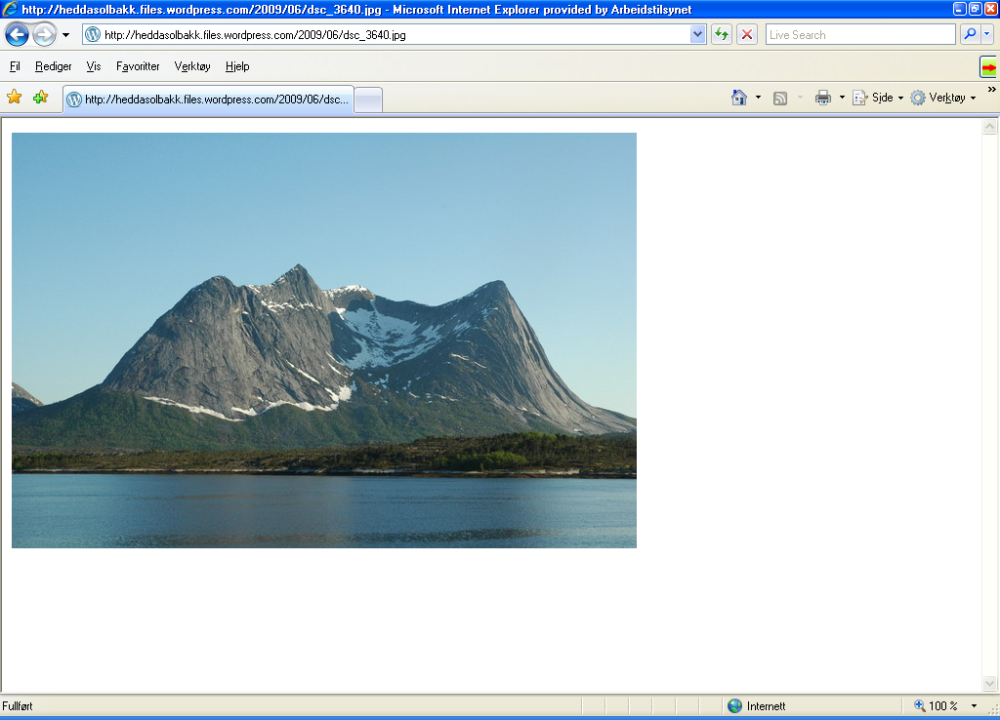 http://heddasolbakk.files.wordpress.com/2009/06/dsc_3640.jpg - Microsoft Internet Explorer provided by Arbeidstilsynet
http://heddasolbakk.files.wordpress.com/2009/06/dsc_3640.jpg
Live Search
Fil Rediger Vis Favoritter Verktøy Hjelp
http://heddasolbakk.files.wordpress.com/2009/06/dsc...
Side Verktøy
Fullført
Internett
100 %